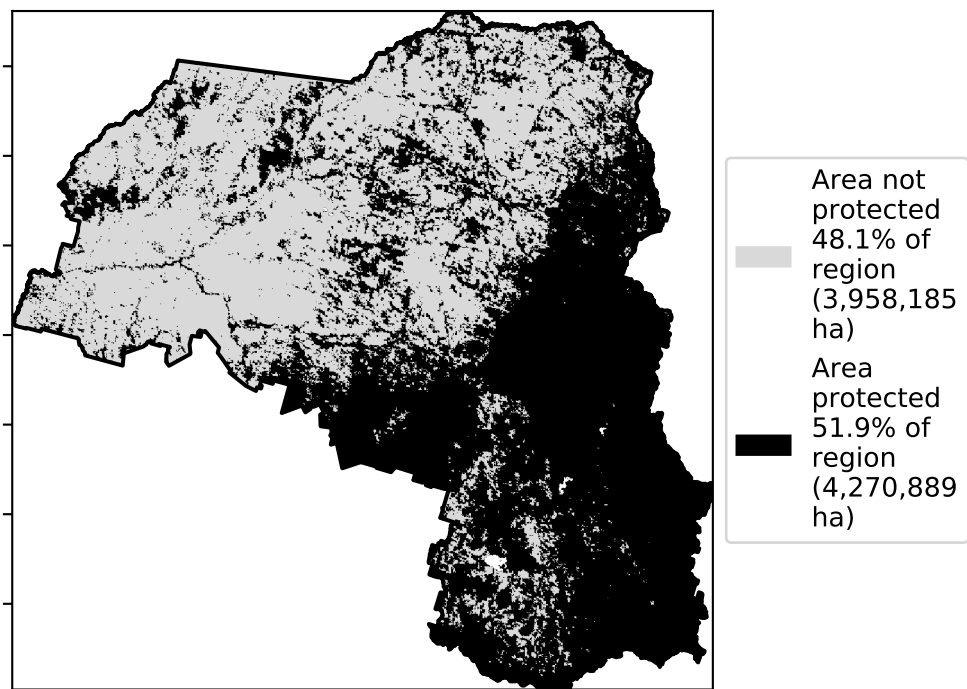 Area not
protected
48.1% of
region
(3,958,185
ha)
Area
protected
51.9% of
region
(4,270,889
ha)